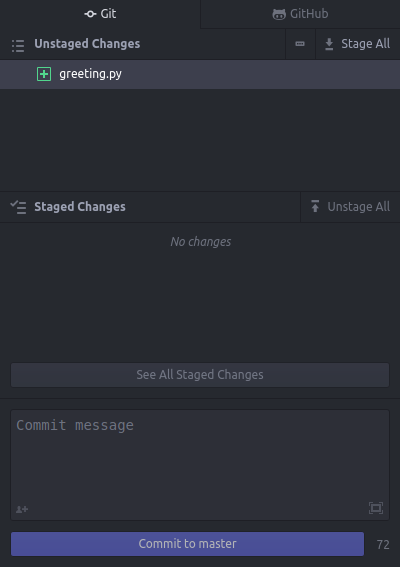 Git
GitHub
Unstaged Changes
Stage All
greeting.py
Staged Changes
Unstage All
No changes
See All Staged Changes
Commit message
Commit to master
72